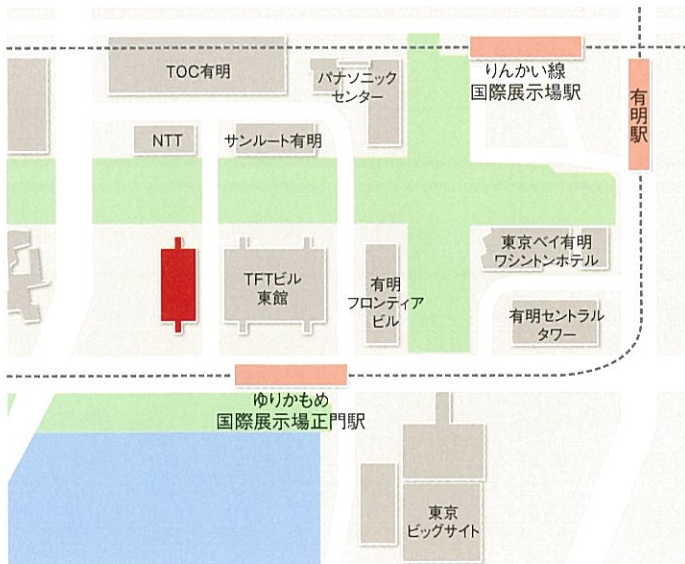 TOC有明
パナソニック
センター
りんかい線
国際展示場駅
有明駅
NTT
サンルート有明
東京ベイ有明
ワシントンホテル
TFTビル
東館
有明
フロンティア
ビル
有明セントラル
タワー
ゆりかもめ
国際展示場正門駅
東京
ビッグサイト